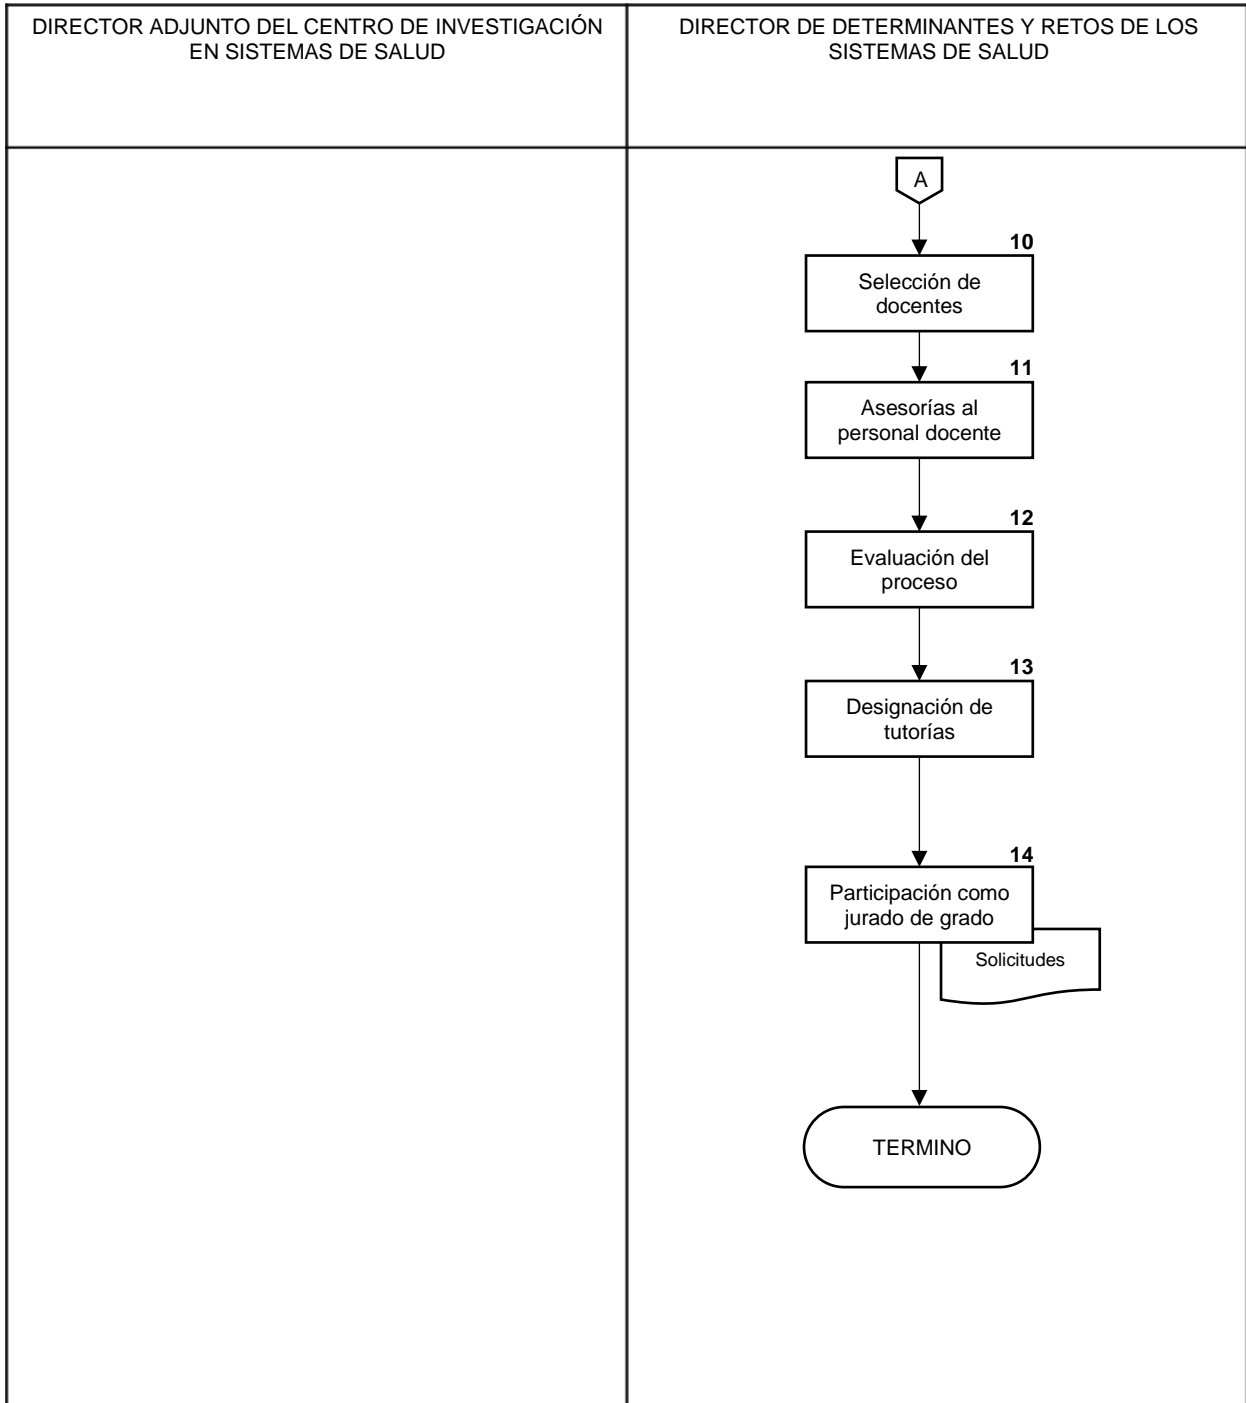 DIRECTOR ADJUNTO DEL CENTRO DE INVESTIGACIÓN
EN SISTEMAS DE SALUD
DIRECTOR DE DETERMINANTES Y RETOS DE LOS
SISTEMAS DE SALUD
A
10
Selección de
docentes
11
Asesorías al
personal docente
12
Evaluación del
proceso
13
Designación de
tutorías
14
Participación como
jurado de grado
Solicitudes
TERMINO